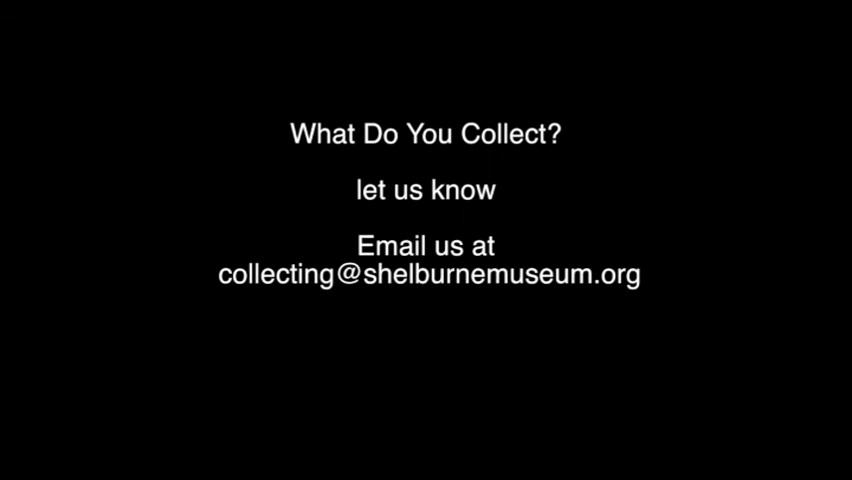 What Do You Collect?
let us know
Email us at
collecting@shelburnemuseum.org